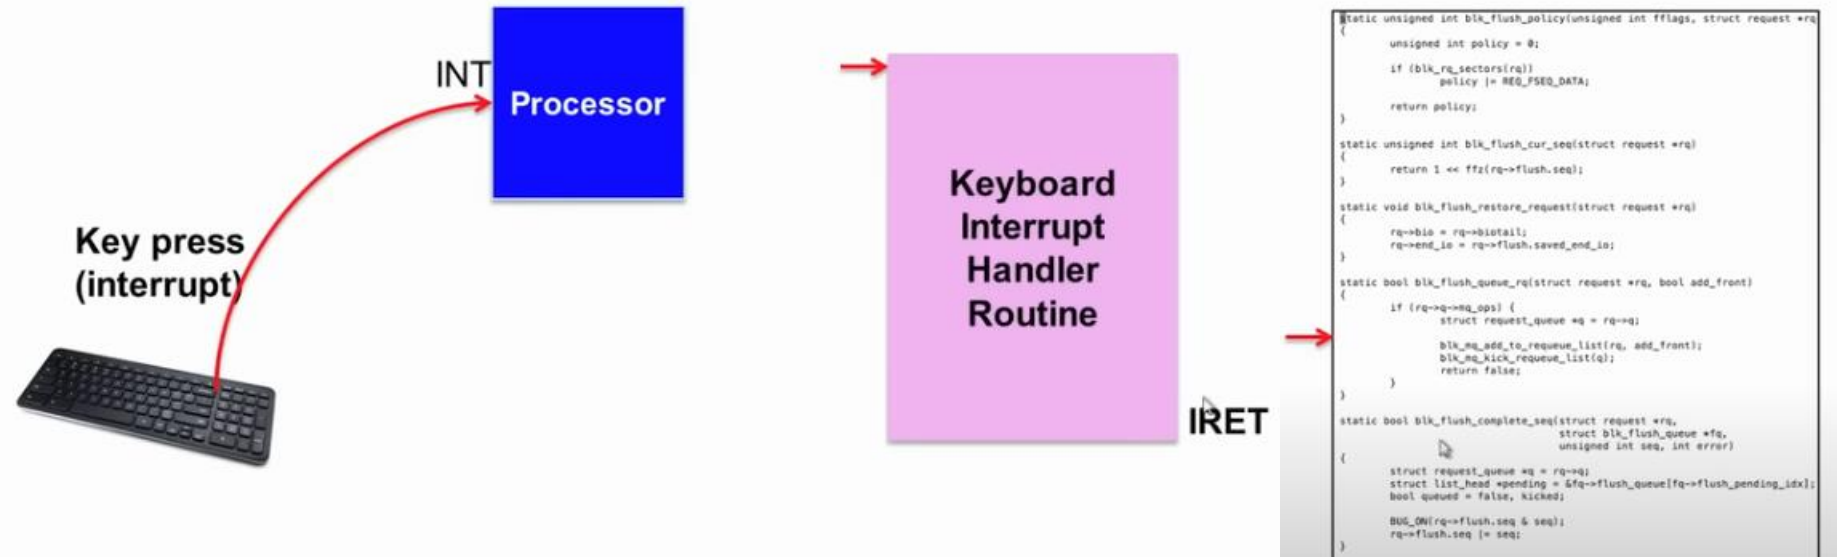 INT
Processor
Key press
(interrupt)
Keyboard
Interrupt
Handler
Routine
IRET
static unsigned int blk_flush_policy(unsigned int fflags, struct request *rq
{
unsigned int policy = 0;
if (blk_rq_sectors(rq))
policy |= REQ_FSEQ_DATA;
return policy;
}
static unsigned int blk_flush_cur_seq(struct request *rq)
{
return 1 << ffz(rq->flush.seq);
}
static void blk_flush_restore_request(struct request *rq)
{
rq->bio = rq->biotail;
rq->end_io = rq->flush.saved_end_io;
}
static bool blk_flush_queue_rq(struct request *rq, bool add_front)
{
if (rq->q->mq_ops) {
struct request_queue *q = rq->q;
blk_mq_add_to_requeue_list(rq, add_front);
blk_mq_kick_requeue_list(q);
return false;
}
}
static bool blk_flush_complete_seq(struct request *rq,
struct blk_flush_queue *fq,
unsigned int seq, int error)
{
struct request_queue *q = rq->q;
struct list_head *pending = &fq->flush_queue[fq->flush_pending_idx];
bool queued = false, kicked;
BUG_ON(rq->flush.seq & seq);
rq->flush.seq |= seq;
}